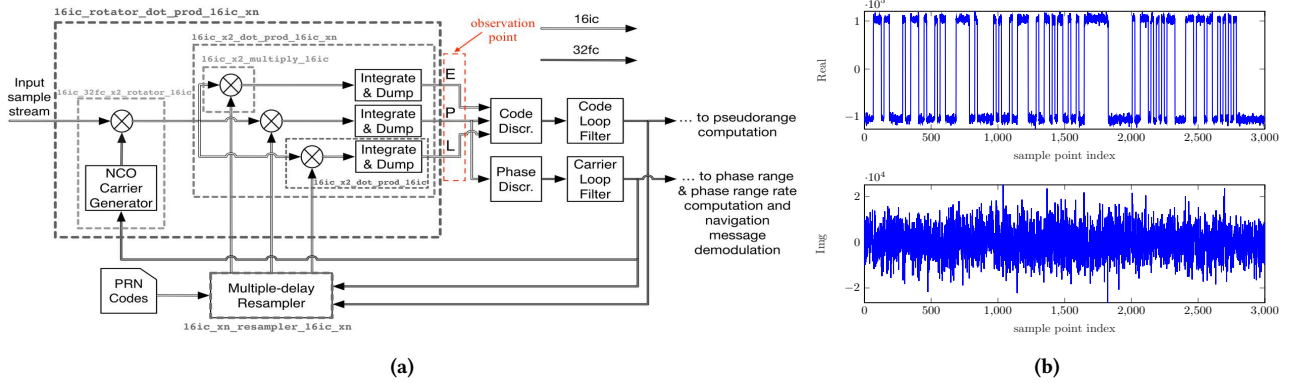 16ic_rotator_dot_prod_16ic_xn
observation
point
16ic
32fc
16ic_x2_dot_prod_16ic_xn
16ic_x2_multiply_16ic
Input
sample
stream
16ic_32fc_x2_rotator_16ic
Integrate
& Dump
E
Integrate
& Dump
P
Integrate
& Dump
L
16ic_x2_dot_prod_16ic
NCO
Carrier
Generator
Code
Discr.
Code
Loop
Filter
... to pseudorange
computation
Phase
Discr.
Carrier
Loop
Filter
... to phase range
& phase range rate
computation and
navigation
message
demodulation
PRN
Codes
Multiple-delay
Resampler
16ic_xn_resampler_16ic_xn
(a)
1
0
−1
Real
0
500
1,000
1,500
2,000
2,500
3,000
sample point index
·10⁴
2
0
−2
Img
0
500
1,000
1,500
2,000
2,500
3,000
sample point index
(b)